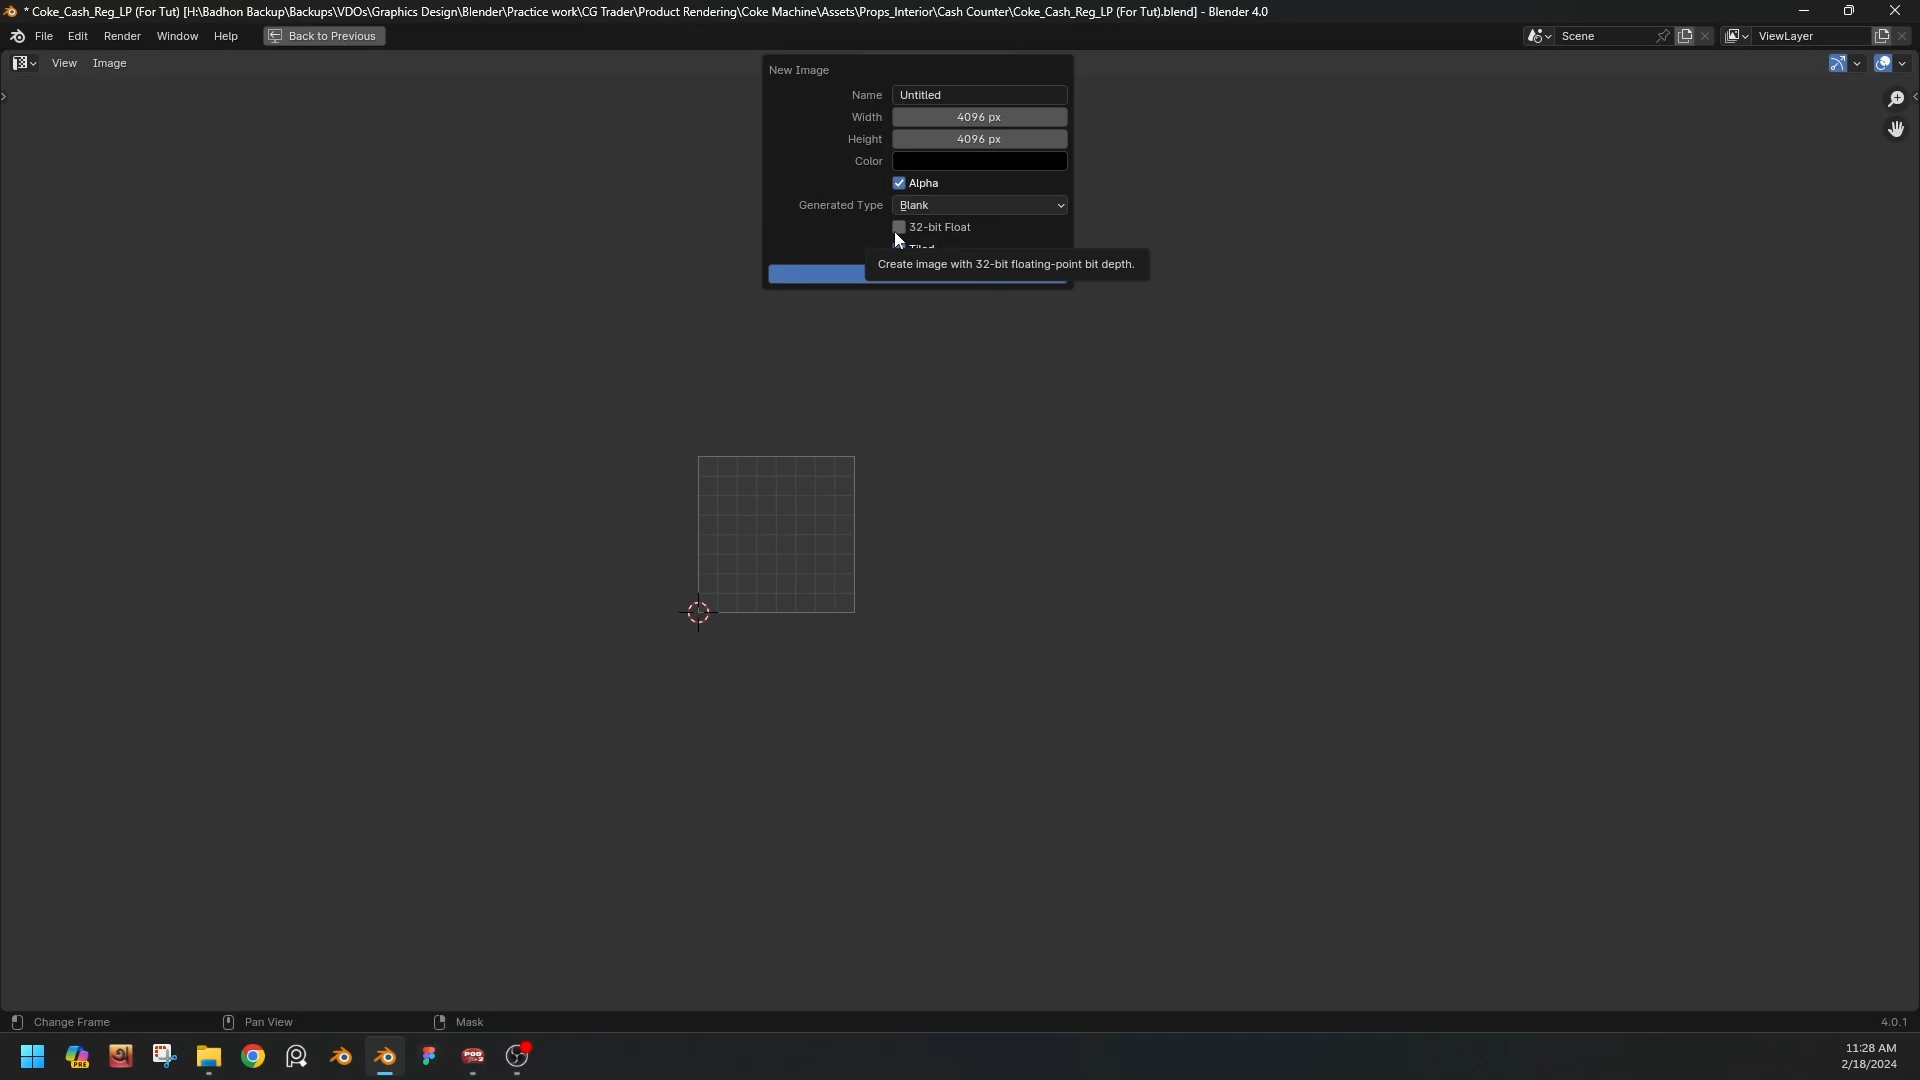 * Coke_Cash_Reg_LP (For Tut) [H:\Badhon Backup\Backups\VDOs\Graphics Design\Blender\Practice work\CG Trader\Product Rendering\Coke Machine\Assets\Props_Interior\Cash Counter\Coke_Cash_Reg_LP (For Tut).blend] - Blender 4.0
File Edit Render Window Help Back to Previous Scene ViewLayer
View Image
New Image
Name Untitled
Width 4096 px
Height 4096 px
Color
Alpha
Generated Type Blank
32-bit Float
Tiled
Create image with 32-bit floating-point bit depth.
Change Frame Pan View Mask 4.0.1
PRE
POD
11:28 AM
2/18/2024